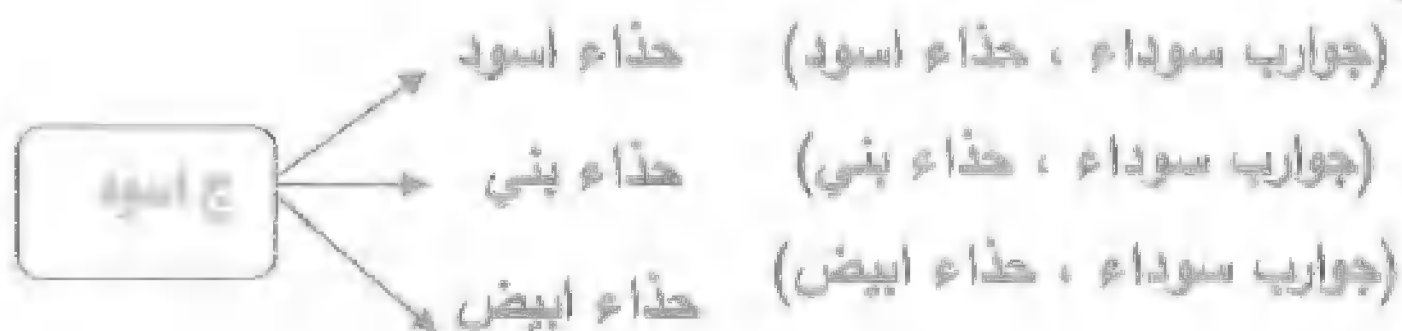 حذاء اسود (جوارب سوداء ، حذاء اسود)
ج اسود
حذاء بني (جوارب سوداء ، حذاء بني)
حذاء ابيض (جوارب سوداء ، حذاء ابيض)